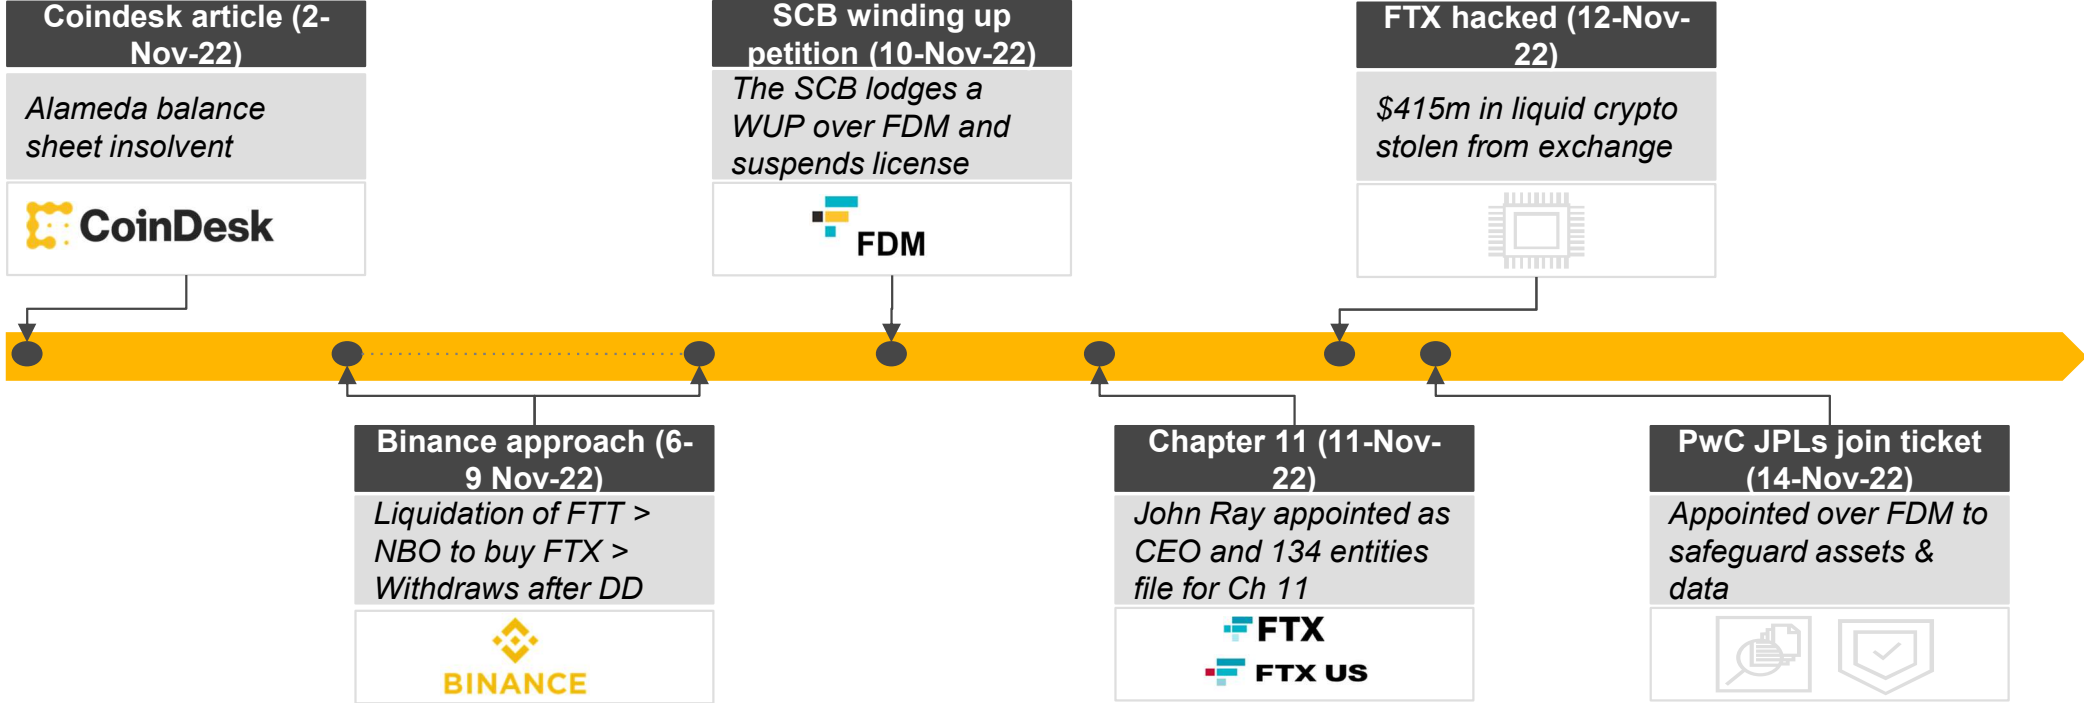 Coindesk article (2-
Nov-22)
Alameda balance
sheet insolvent
CoinDesk
SCB winding up
petition (10-Nov-22)
The SCB lodges a
WUP over FDM and
suspends license
FDM
FTX hacked (12-Nov-
22)
$415m in liquid crypto
stolen from exchange
Binance approach (6-
9 Nov-22)
Liquidation of FTT >
NBO to buy FTX >
Withdraws after DD
BINANCE
Chapter 11 (11-Nov-
22)
John Ray appointed as
CEO and 134 entities
file for Ch 11
FTX
FTX US
PwC JPLs join ticket
(14-Nov-22)
Appointed over FDM to
safeguard assets &
data